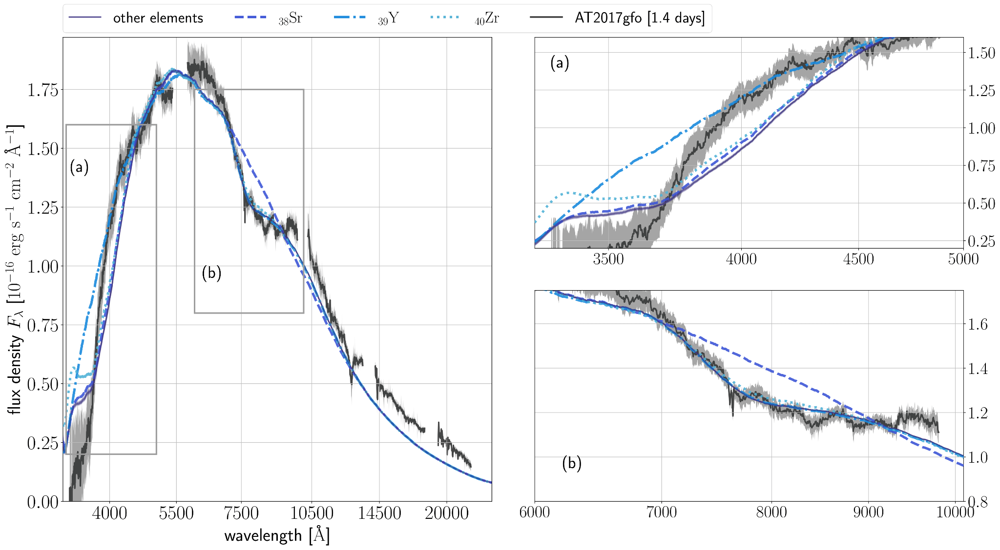 other elements ₃₈Sr ₃₉Y ₄₀Zr AT2017gfo [1.4 days]
flux density F_λ [10⁻¹⁶ erg s⁻¹ cm⁻² Å⁻¹]
1.75
1.50
1.25
1.00
0.75
0.50
0.25
0.00
(a)
(b)
4000 5500 7500 10500 14500 20000
wavelength [Å]
(a)
1.50
1.25
1.00
0.75
0.50
0.25
3500 4000 4500 5000
(b)
1.6
1.4
1.2
1.0
0.8
6000 7000 8000 9000 10000